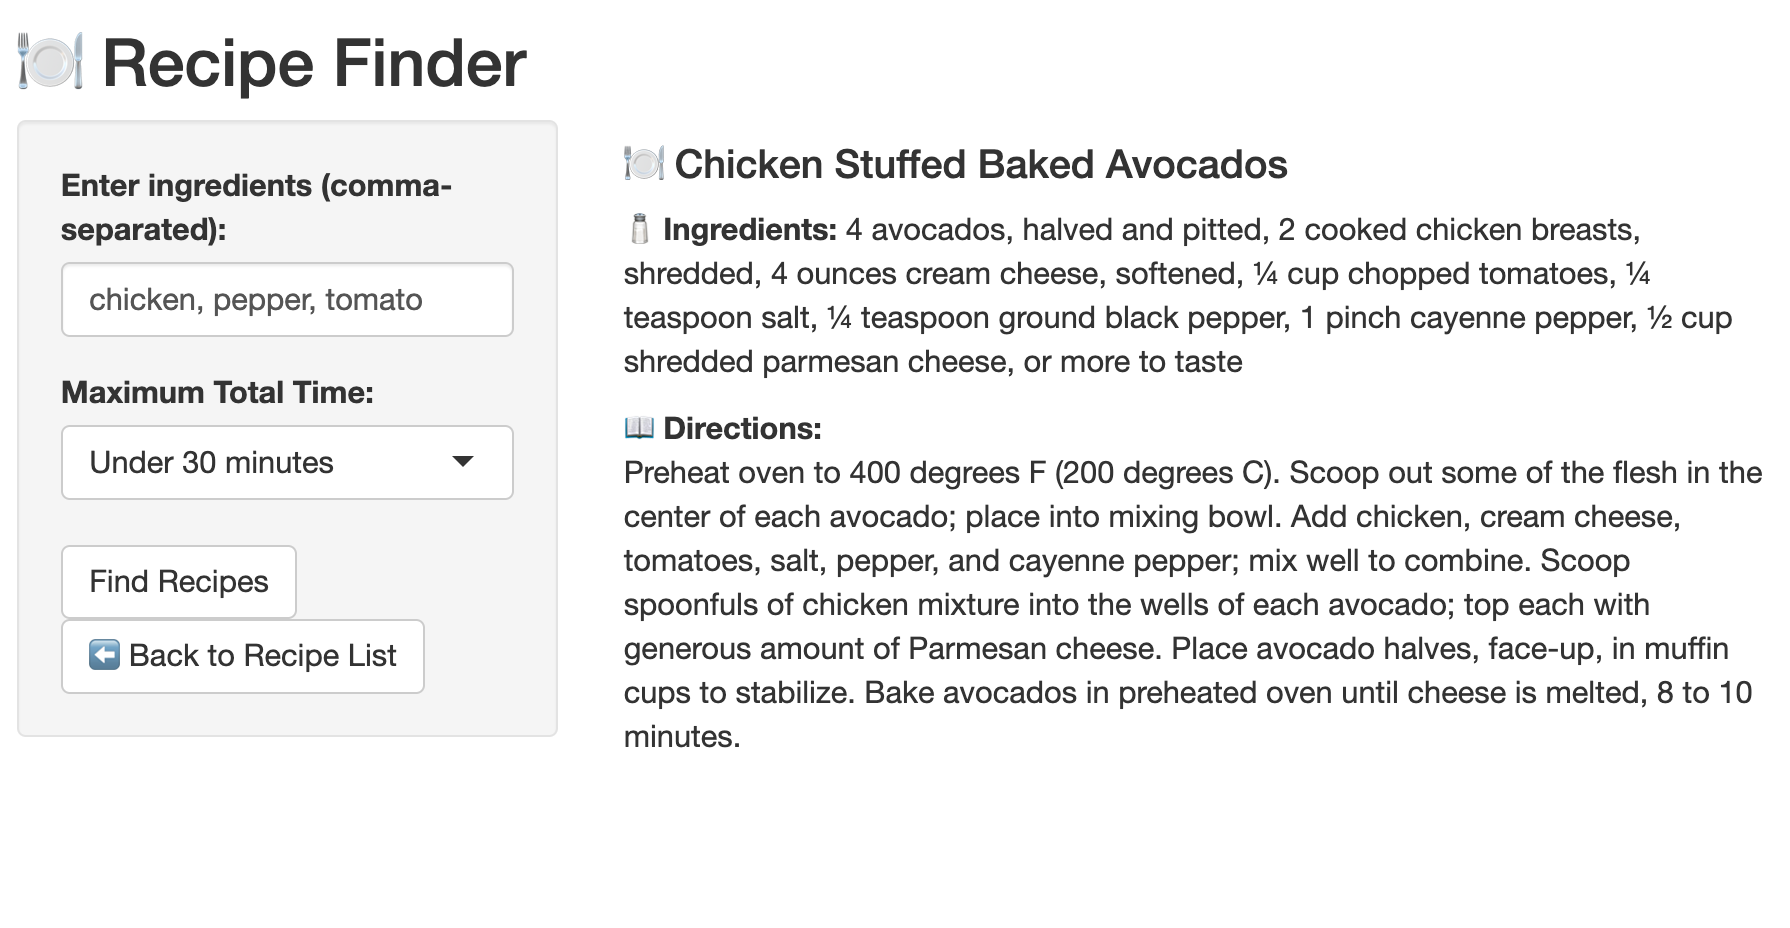 🍽️ Recipe Finder
Enter ingredients (comma-
separated):
chicken, pepper, tomato
Maximum Total Time:
Under 30 minutes
Find Recipes
⬅️ Back to Recipe List
🍽️ Chicken Stuffed Baked Avocados
🧂 Ingredients: 4 avocados, halved and pitted, 2 cooked chicken breasts,
shredded, 4 ounces cream cheese, softened, ¼ cup chopped tomatoes, ¼
teaspoon salt, ¼ teaspoon ground black pepper, 1 pinch cayenne pepper, ½ cup
shredded parmesan cheese, or more to taste
📖 Directions:
Preheat oven to 400 degrees F (200 degrees C). Scoop out some of the flesh in the
center of each avocado; place into mixing bowl. Add chicken, cream cheese,
tomatoes, salt, pepper, and cayenne pepper; mix well to combine. Scoop
spoonfuls of chicken mixture into the wells of each avocado; top each with
generous amount of Parmesan cheese. Place avocado halves, face-up, in muffin
cups to stabilize. Bake avocados in preheated oven until cheese is melted, 8 to 10
minutes.